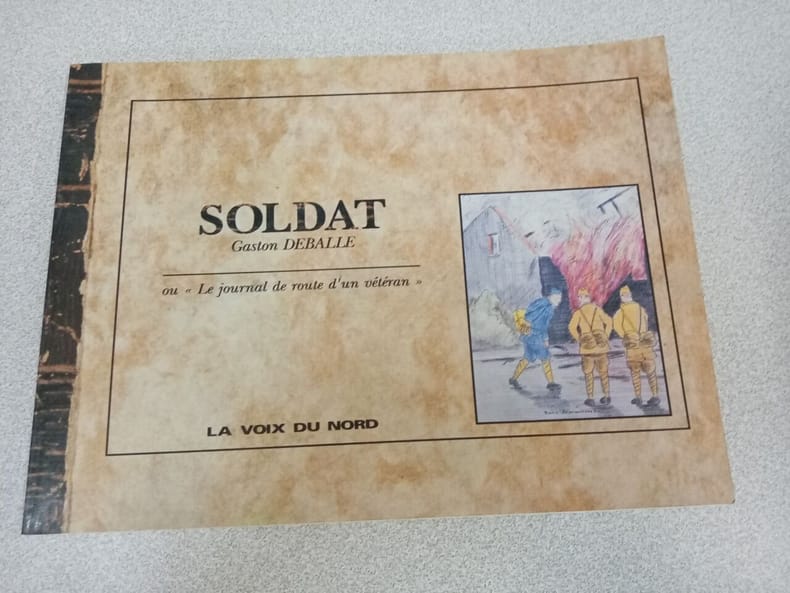 SOLDAT
Gaston DEBALLE
ou « Le journal de route d'un vétéran »
LA VOIX DU NORD